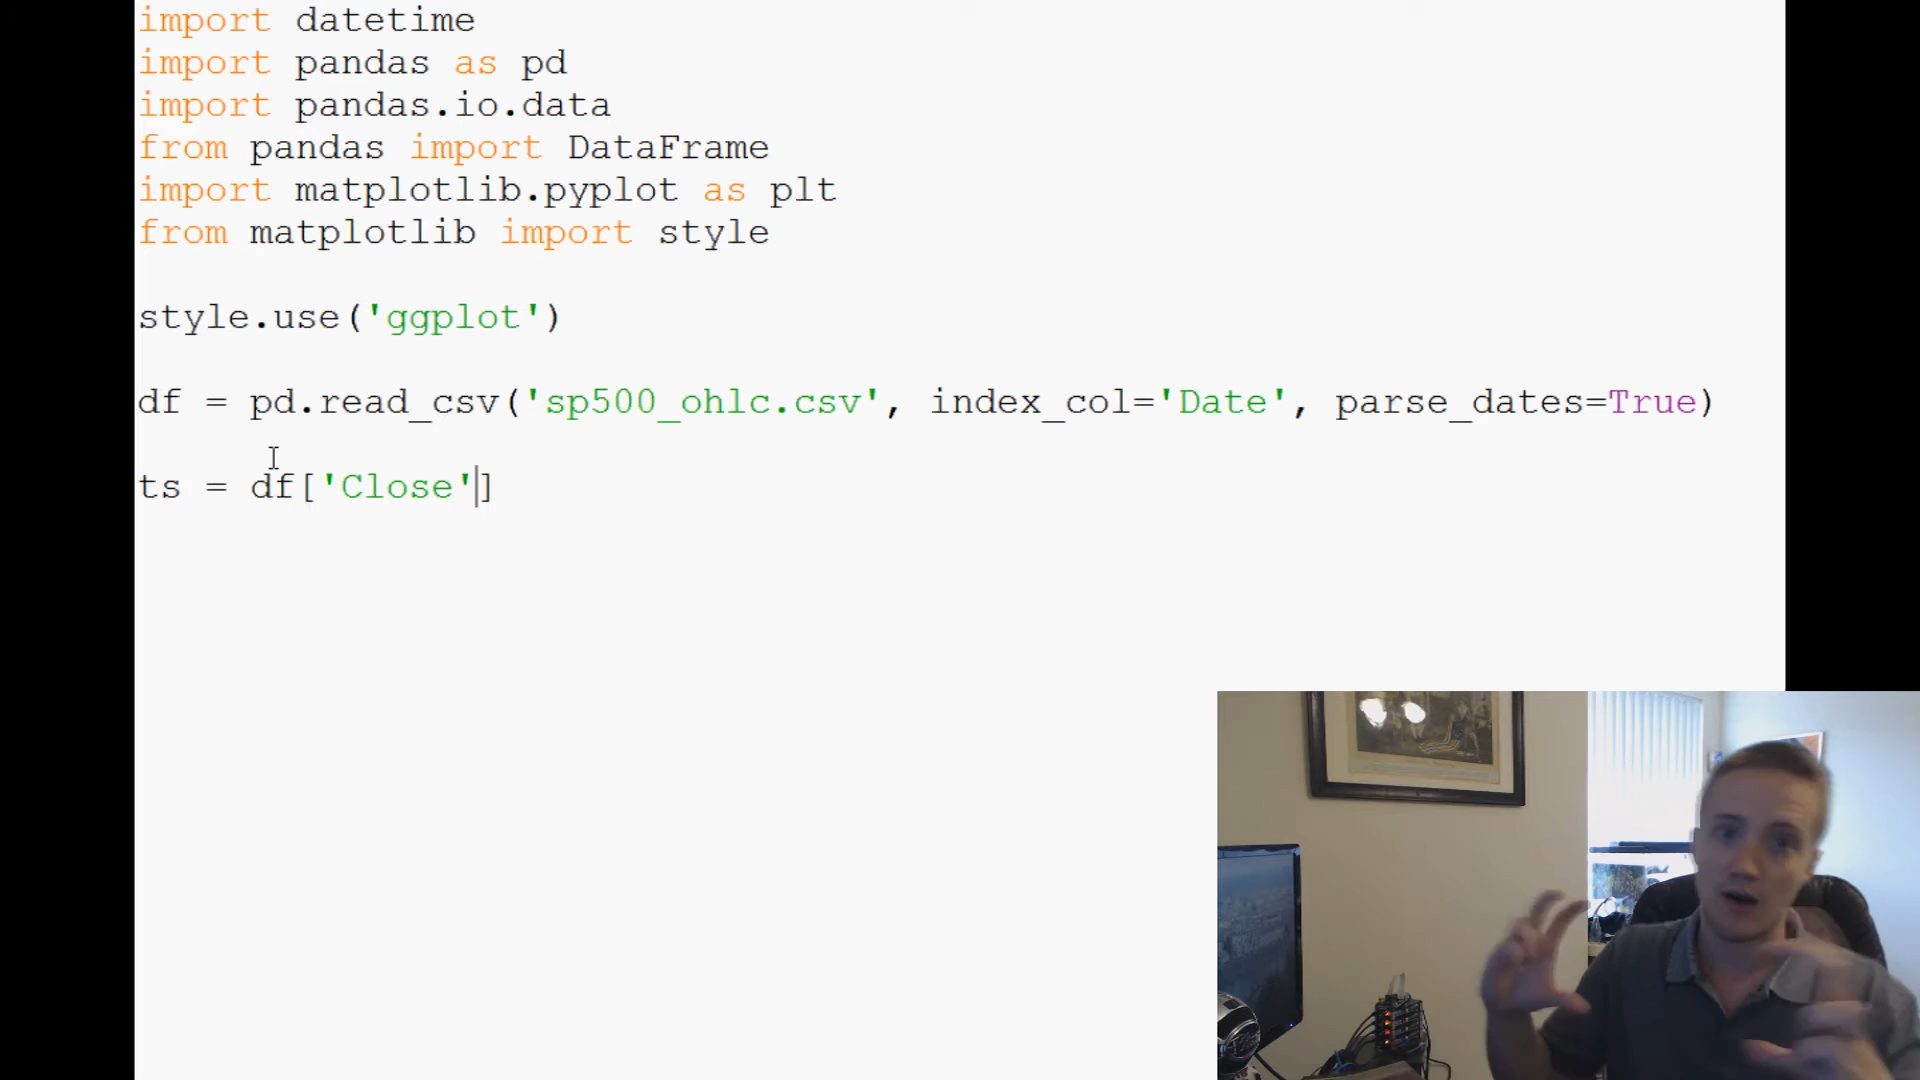 import datetime
import pandas as pd
import pandas.io.data
from pandas import DataFrame
import matplotlib.pyplot as plt
from matplotlib import style
style.use('ggplot')
df = pd.read_csv('sp500_ohlc.csv', index_col='Date', parse_dates=True)
ts = df['Close']